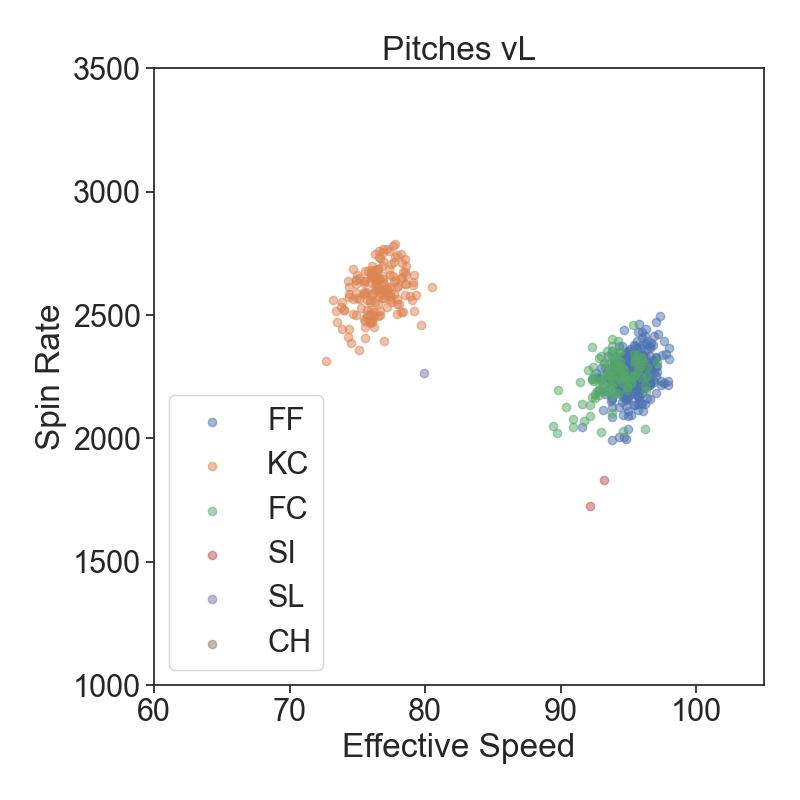 Pitches vL
3500
3000
2500
2000
1500
1000
Spin Rate
FF
KC
FC
SI
SL
CH
60 70 80 90 100
Effective Speed